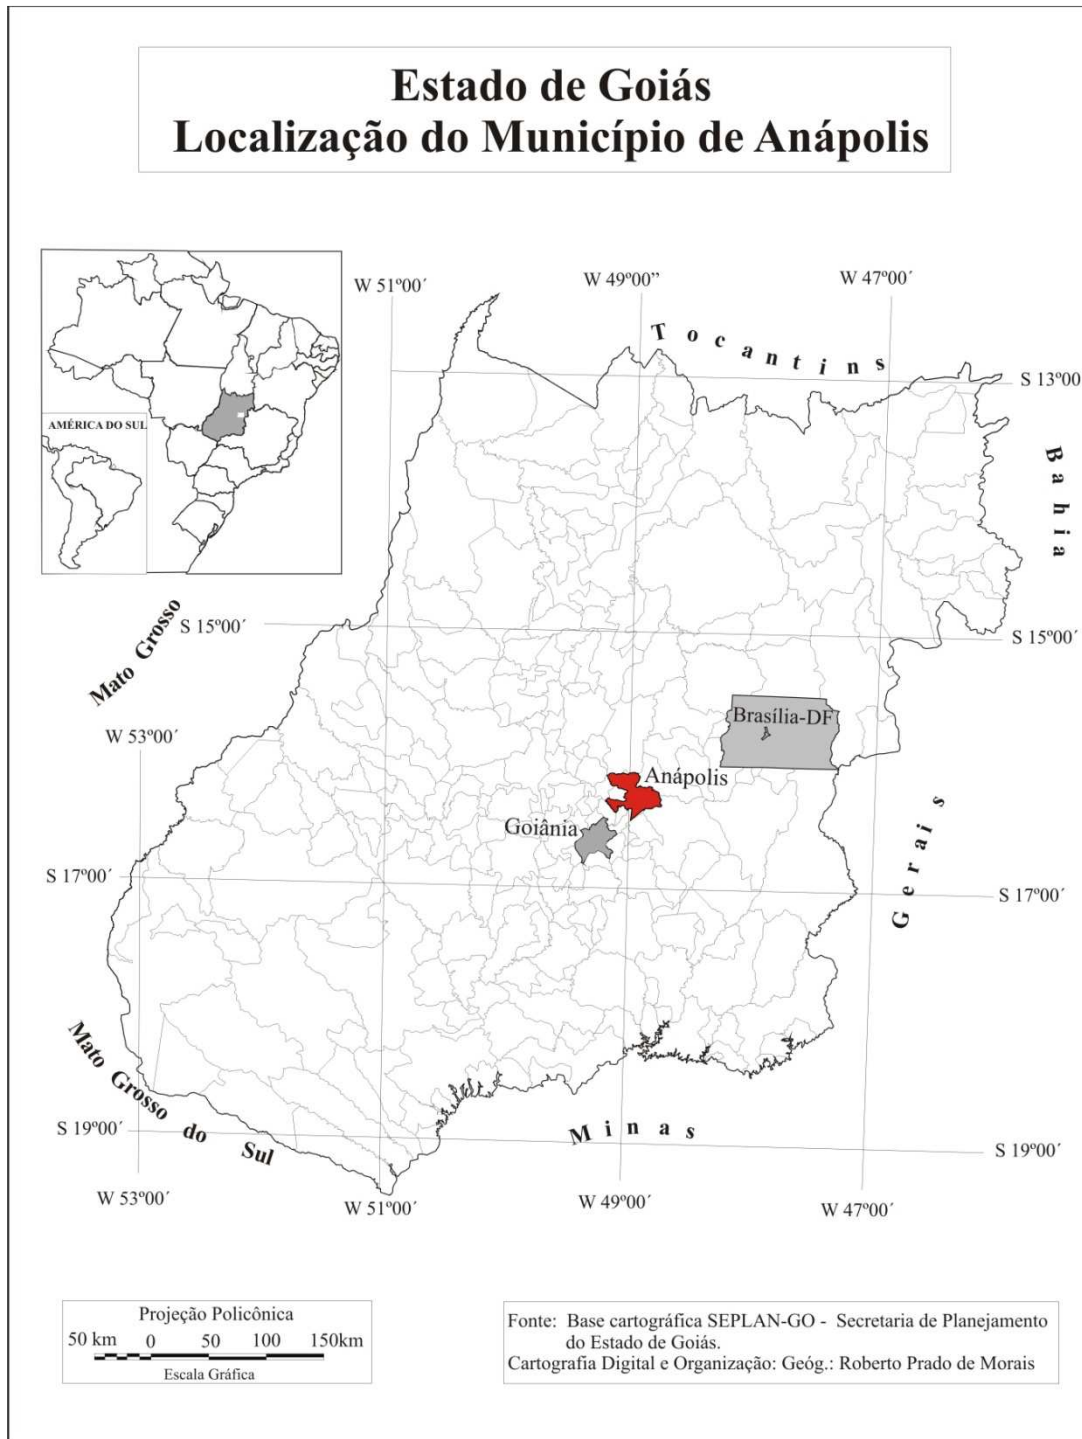 Estado de Goiás
Localização do Município de Anápolis
AMÉRICA DO SUL
W 51º00´
W 49º00”
W 47º00´
Tocantins
S 13º00
Bahia
Mato Grosso
S 15º00´
S 15º00´
Brasília-DF
W 53º00´
Anápolis
Goiânia
Gerais
S 17º00´
S 17º00´
Mato Grosso do Sul
Minas
S 19º00´
S 19º00´
W 53º00´
W 51º00´
W 49º00´
W 47º00´
Projeção Policônica
50 km 0 50 100 150km
Escala Gráfica
Fonte: Base cartográfica SEPLAN-GO - Secretaria de Planejamento
do Estado de Goiás.
Cartografia Digital e Organização: Geóg.: Roberto Prado de Morais